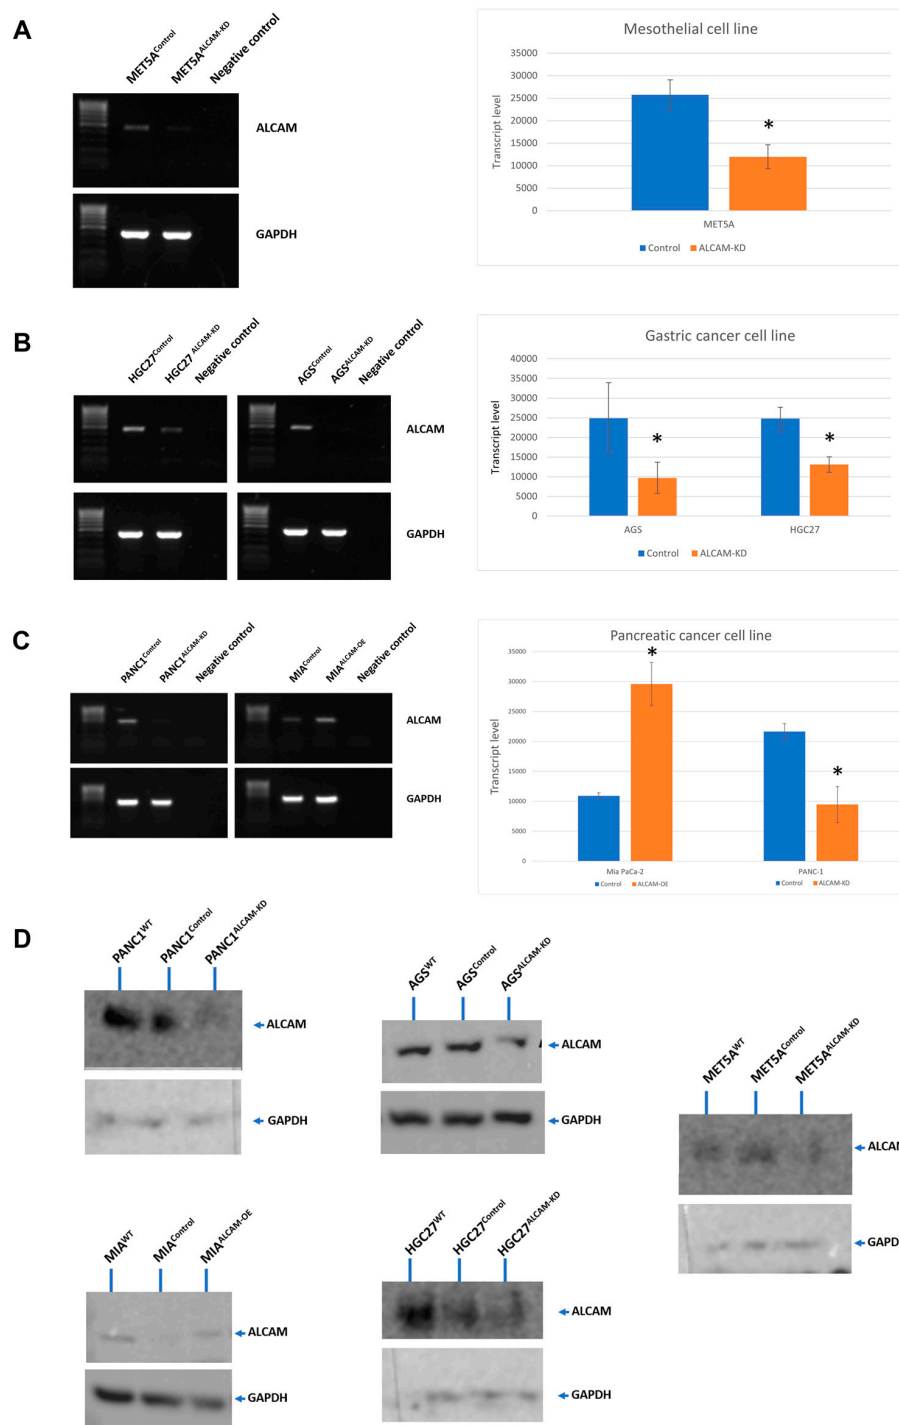 A
MET5A^Control MET5A^ALCAM-KD Negative control
ALCAM
GAPDH
Mesothelial cell line
Transcript level
35000
30000
25000
20000
15000
10000
5000
0
*
MET5A
Control ALCAM-KD
B
HGC27^Control HGC27^ALCAM-KD Negative control AGS^Control AGS^ALCAM-KD Negative control
ALCAM
GAPDH
Gastric cancer cell line
Transcript level
40000
35000
30000
25000
20000
15000
10000
5000
0
* *
AGS HGC27
Control ALCAM-KD
C
PANC1^Control PANC1^ALCAM-KD Negative control MIA^Control MIA^ALCAM-OE Negative control
ALCAM
GAPDH
Pancreatic cancer cell line
Transcript level
35000
30000
25000
20000
15000
10000
5000
0
* *
Mia PaCa-2 PANC-1
Control ALCAM-OE Control ALCAM-KD
D
PANC1^WT PANC1^Control PANC1^ALCAM-KD
ALCAM
GAPDH
AGS^WT AGS^Control AGS^ALCAM-KD
ALCAM
GAPDH
MET5A^WT MET5A^Control MET5A^ALCAM-KD
ALCAM
GAPD
MIA^WT MIA^Control MIA^ALCAM-OE
ALCAM
GAPDH
HGC27^WT HGC27^Control HGC27^ALCAM-KD
ALCAM
GAPDH